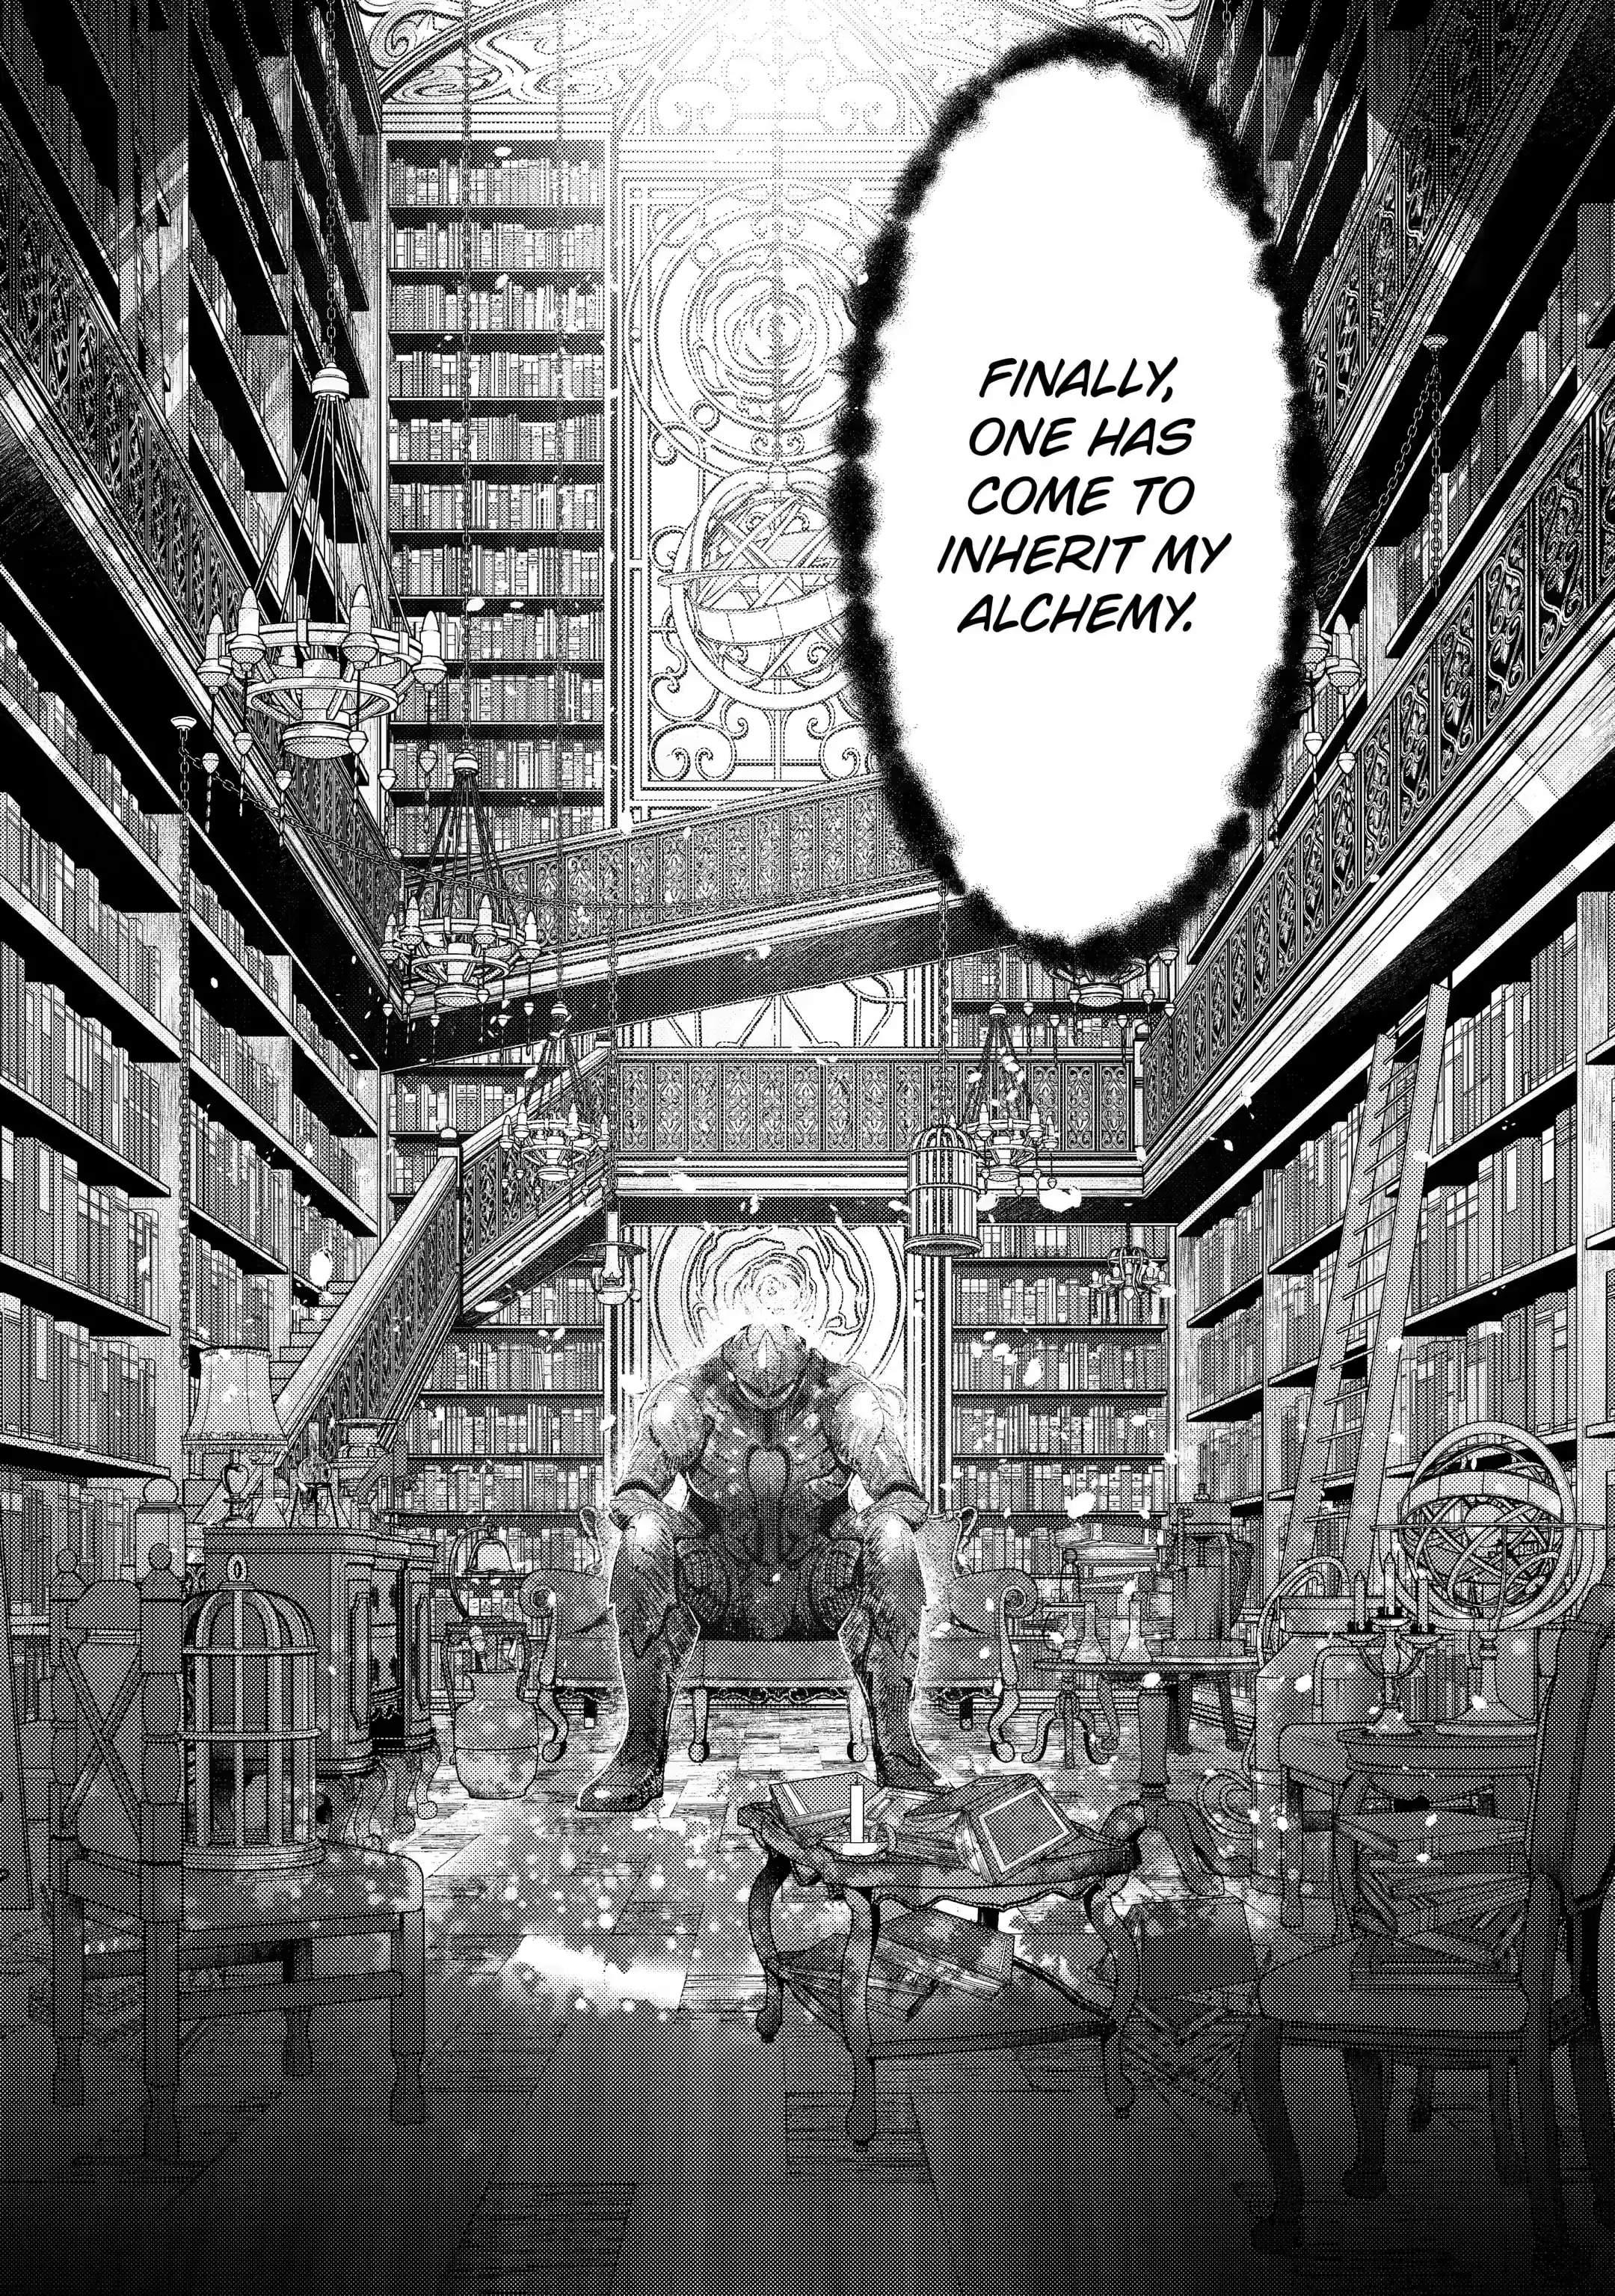 FINALLY,
ONE HAS
COME TO
INHERIT MY
ALCHEMY.